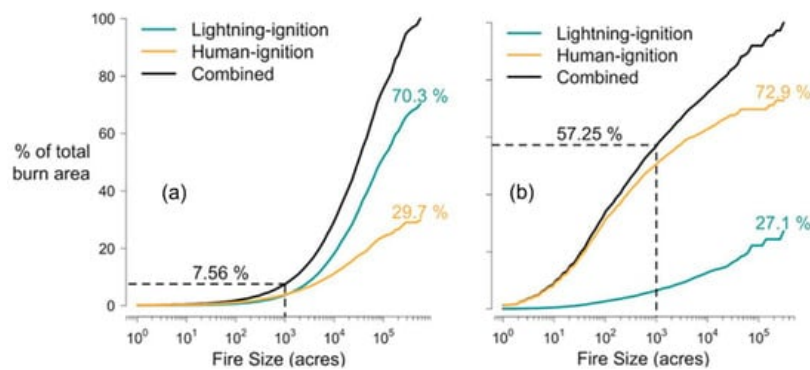 100
80
60
40
20
0
% of total
burn area
Lightning-ignition
Human-ignition
Combined
70.3 %
(a)
29.7 %
7.56 %
10⁰ 10¹ 10² 10³ 10⁴ 10⁵
Fire Size (acres)
Lightning-ignition
Human-ignition
Combined
72.9 %
57.25 %
(b)
27.1 %
10⁰ 10¹ 10² 10³ 10⁴ 10⁵
Fire Size (acres)